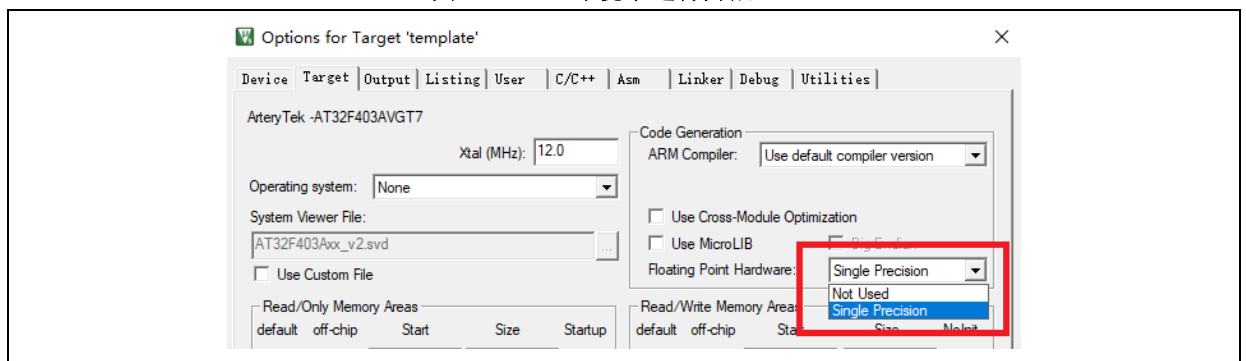 Options for Target 'template'
Device Target Output Listing User C/C++ Asm Linker Debug Utilities
ArteryTek -AT32F403AVGT7
Xtal (MHz): 12.0
Operating system: None
System Viewer File:
AT32F403Axx_v2.svd ...
Use Custom File
Code Generation
ARM Compiler: Use default compiler version
Use Cross-Module Optimization
Use MicroLIB Big Endian
Floating Point Hardware: Single Precision
Not Used
Single Precision
Read/Only Memory Areas
default off-chip Start Size Startup
Read/Write Memory Areas
default off-chip Size NoInit